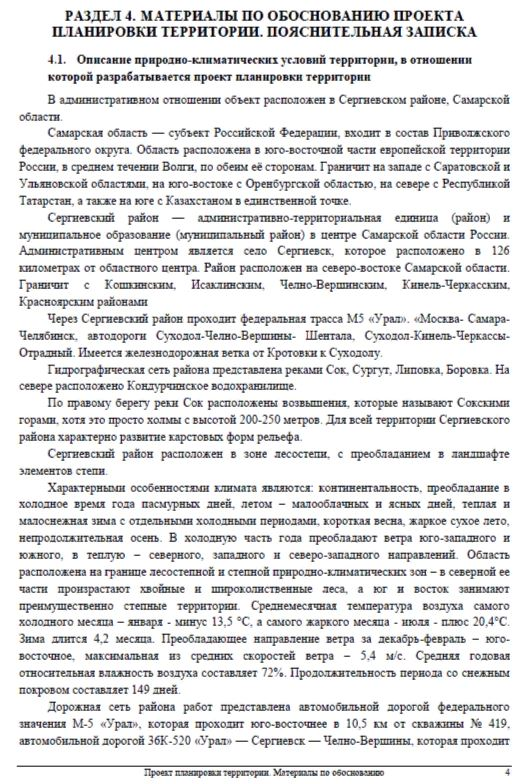 РАЗДЕЛ 4. МАТЕРИАЛЫ ПО ОБОСНОВАНИЮ ПРОЕКТА
ПЛАНИРОВКИ ТЕРРИТОРИИ. ПОЯСНИТЕЛЬНАЯ ЗАПИСКА
4.1. Описание природно-климатических условий территории, в отношении
которой разрабатывается проект планировки территории
В административном отношении объект расположен в Сергиевском районе, Самарской
области.
Самарская область — субъект Российской Федерации, входит в состав Приволжского
федерального округа. Область расположена в юго-восточной части европейской территории
России, в среднем течении Волги, по обеим её сторонам. Граничит на западе с Саратовской и
Ульяновской областями, на юго-востоке с Оренбургской областью, на севере с Республикой
Татарстан, а также на юге с Казахстаном в единственной точке.
Сергиевский район — административно-территориальная единица (район) и
муниципальное образование (муниципальный район) в центре Самарской области России.
Административным центром является село Сергиевск, которое расположено в 126
километрах от областного центра. Район расположен на северо-востоке Самарской области.
Граничит с Кошкинским, Исаклинским, Челно-Вершинским, Кинель-Черкасским,
Красноярским районами
Через Сергиевский район проходит федеральная трасса М5 «Урал». «Москва- Самара-
Челябинск, автодороги Суходол-Челно-Вершины- Шентала, Суходол-Кинель-Черкассы-
Отрадный. Имеется железнодорожная ветка от Кротовки к Суходолу.
Гидрографическая сеть района представлена реками Сок, Сургут, Липовка, Боровка. На
севере расположено Кондурчинское водохранилище.
По правому берегу реки Сок расположены возвышения, которые называют Сокскими
горами, хотя это просто холмы с высотой 200-250 метров. Для всей территории Сергиевского
района характерно развитие карстовых форм рельефа.
Сергиевский район расположен в зоне лесостепи, с преобладанием в ландшафте
элементов степи.
Характерными особенностями климата являются: континентальность, преобладание в
холодное время года пасмурных дней, летом – малооблачных и ясных дней, теплая и
малоснежная зима с отдельными холодными периодами, короткая весна, жаркое сухое лето,
непродолжительная осень. В холодную часть года преобладают ветра юго-западного и
южного, в теплую – северного, западного и северо-западного направлений. Область
расположена на границе лесостепной и степной природно-климатических зон – в северной ее
части произрастают хвойные и широколиственные леса, а юг и восток занимают
преимущественно степные территории. Среднемесячная температура воздуха самого
холодного месяца – января - минус 13,5 °С, а самого жаркого месяца - июля - плюс 20,4°С.
Зима длится 4,2 месяца. Преобладающее направление ветра за декабрь-февраль – юго-
восточное, максимальная из средних скоростей ветра – 5,4 м/с. Средняя годовая
относительная влажность воздуха составляет 72%. Продолжительность периода со снежным
покровом составляет 149 дней.
Дорожная сеть района работ представлена автомобильной дорогой федерального
значения М-5 «Урал», которая проходит юго-восточнее в 10,5 км от скважины № 419,
автомобильной дорогой 36К-520 «Урал» — Сергиевск — Челно-Вершины, которая проходит
Проект планировки территории. Материалы по обоснованию 4